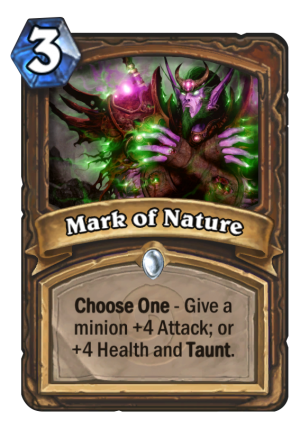 3
Mark of Nature
Choose One - Give a
minion +4 Attack; or
+4 Health and Taunt.